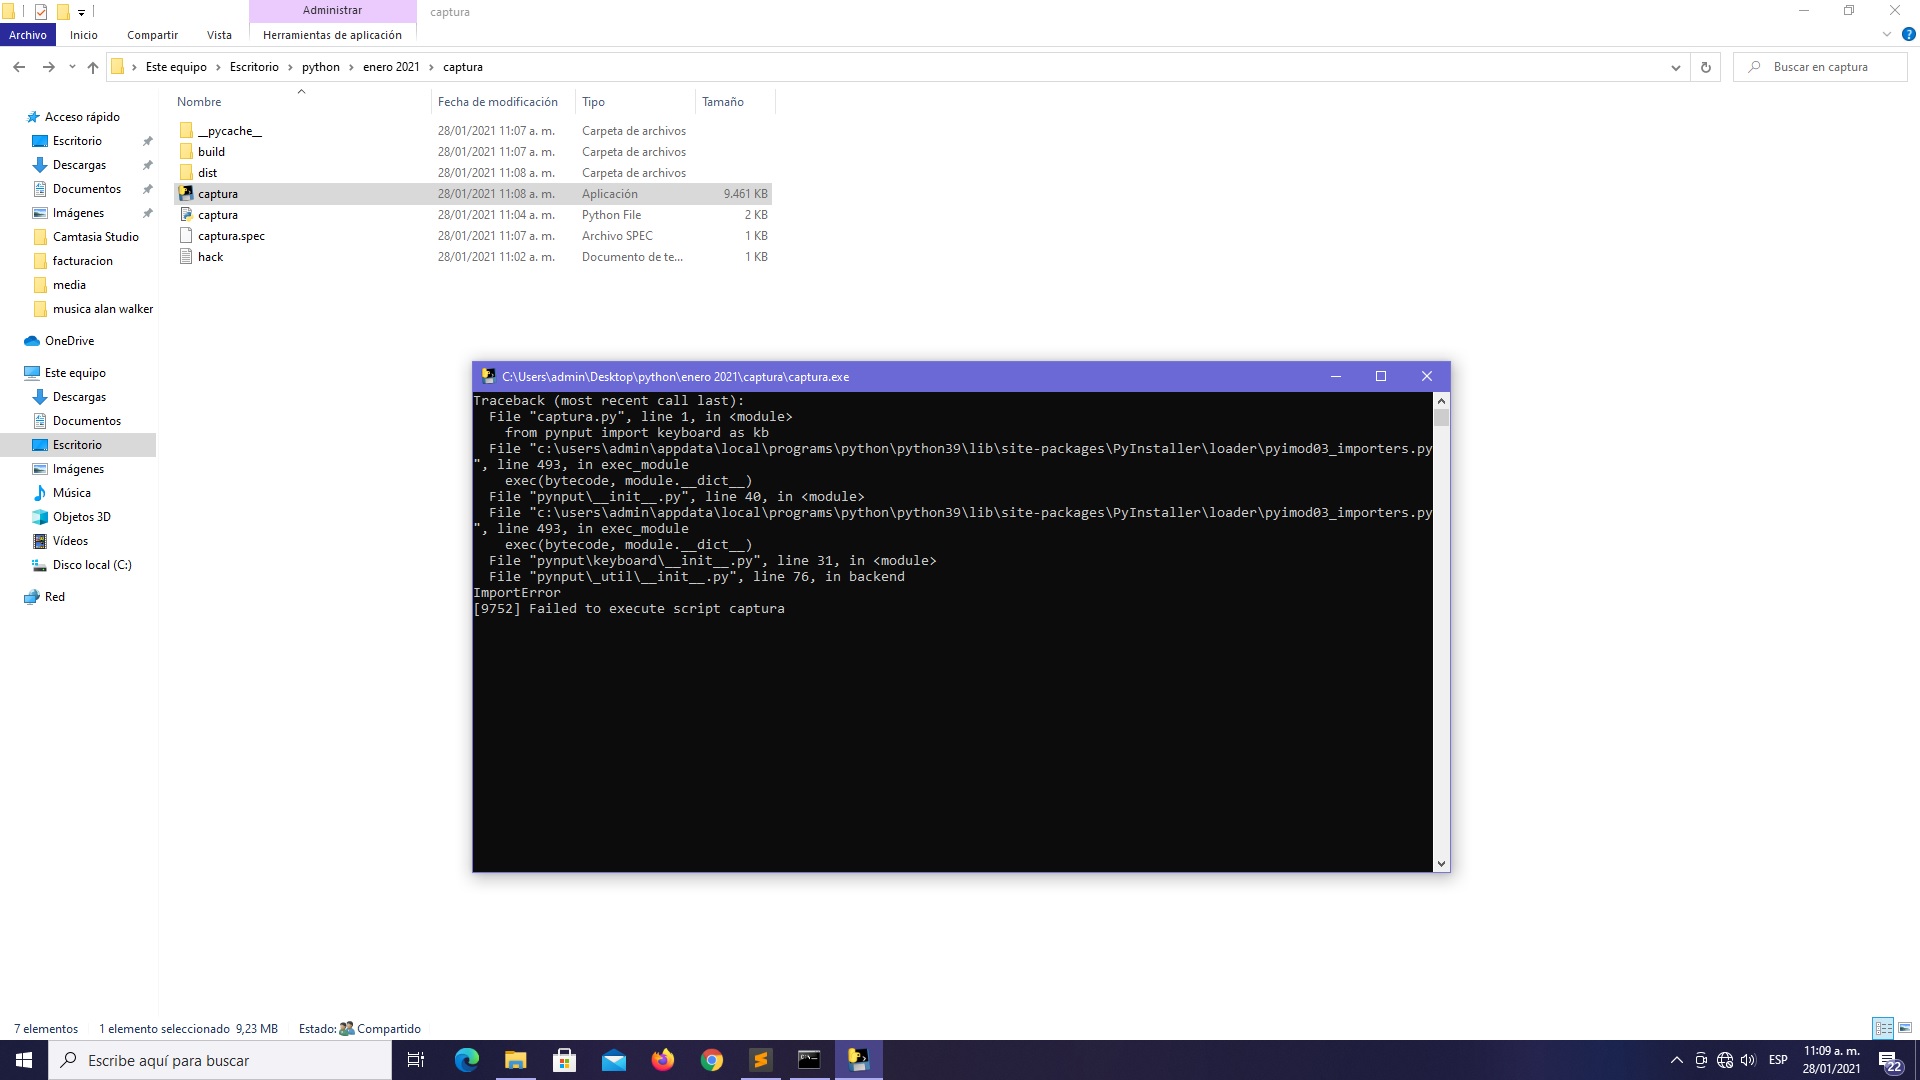 Administrar
captura
Archivo
Inicio
Compartir
Vista
Herramientas de aplicación
Este equipo
Escritorio
python
enero 2021
captura
Buscar en captura
Nombre
Fecha de modificación
Tipo
Tamaño
__pycache__ 28/01/2021 11:07 a. m. Carpeta de archivos
build 28/01/2021 11:07 a. m. Carpeta de archivos
dist 28/01/2021 11:08 a. m. Carpeta de archivos
captura 28/01/2021 11:08 a. m. Aplicación 9.461 KB
captura 28/01/2021 11:04 a. m. Python File 2 KB
captura.spec 28/01/2021 11:07 a. m. Archivo SPEC 1 KB
hack 28/01/2021 11:02 a. m. Documento de te... 1 KB
Acceso rápido
Escritorio
Descargas
Documentos
Imágenes
Camtasia Studio
facturacion
media
musica alan walker
OneDrive
Este equipo
Descargas
Documentos
Escritorio
Imágenes
Música
Objetos 3D
Vídeos
Disco local (C:)
Red
C:\Users\admin\Desktop\python\enero 2021\captura\captura.exe
Traceback (most recent call last):
File "captura.py", line 1, in <module>
from pynput import keyboard as kb
File "c:\users\admin\appdata\local\programs\python\python39\lib\site-packages\PyInstaller\loader\pyimod03_importers.py
", line 493, in exec_module
exec(bytecode, module.__dict__)
File "pynput\__init__.py", line 40, in <module>
File "c:\users\admin\appdata\local\programs\python\python39\lib\site-packages\PyInstaller\loader\pyimod03_importers.py
", line 493, in exec_module
exec(bytecode, module.__dict__)
File "pynput\keyboard\__init__.py", line 31, in <module>
File "pynput\_util\__init__.py", line 76, in backend
ImportError
[9752] Failed to execute script captura
7 elementos
1 elemento seleccionado 9,23 MB
Estado: Compartido
Escribe aquí para buscar
ESP
11:09 a. m.
28/01/2021
22